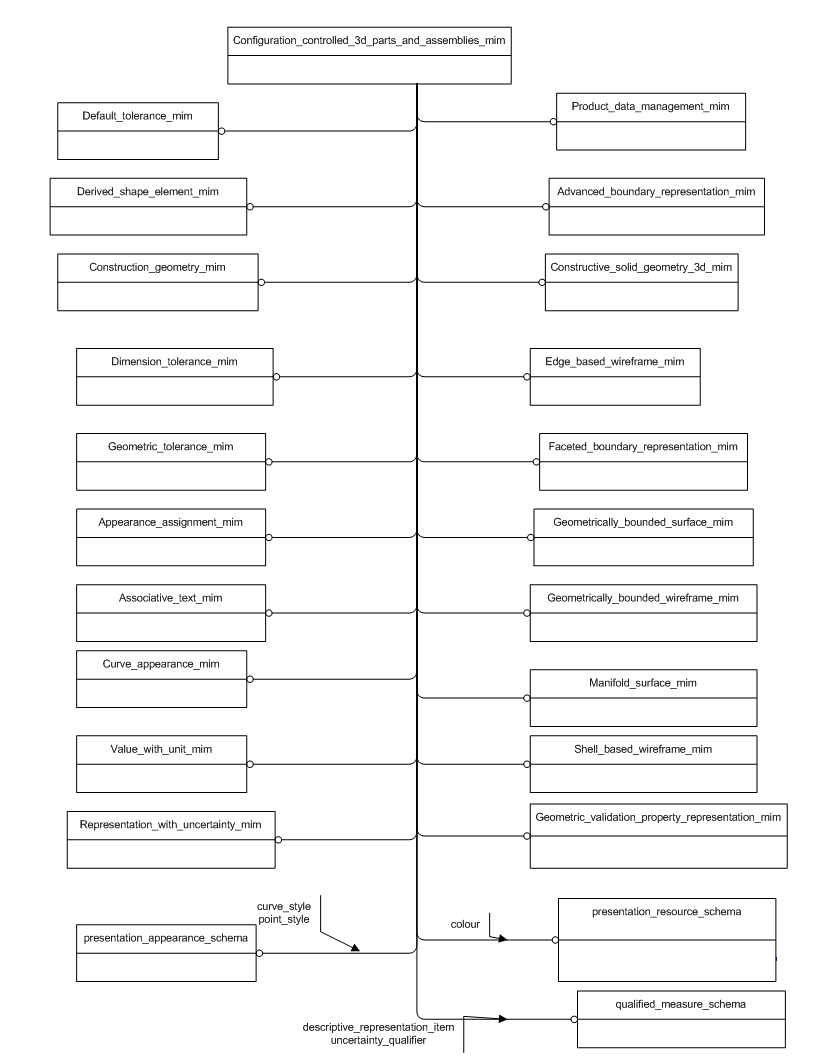 Configuration_controlled_3d_parts_and_assemblies_mim
Default_tolerance_mim
Product_data_management_mim
Derived_shape_element_mim
Advanced_boundary_representation_mim
Construction_geometry_mim
Constructive_solid_geometry_3d_mim
Dimension_tolerance_mim
Edge_based_wireframe_mim
Geometric_tolerance_mim
Faceted_boundary_representation_mim
Appearance_assignment_mim
Geometrically_bounded_surface_mim
Associative_text_mim
Geometrically_bounded_wireframe_mim
Curve_appearance_mim
Manifold_surface_mim
Value_with_unit_mim
Shell_based_wireframe_mim
Representation_with_uncertainty_mim
Geometric_validation_property_representation_mim
curve_style
point_style
presentation_appearance_schema
colour
presentation_resource_schema
qualified_measure_schema
descriptive_representation_item
uncertainty_qualifier